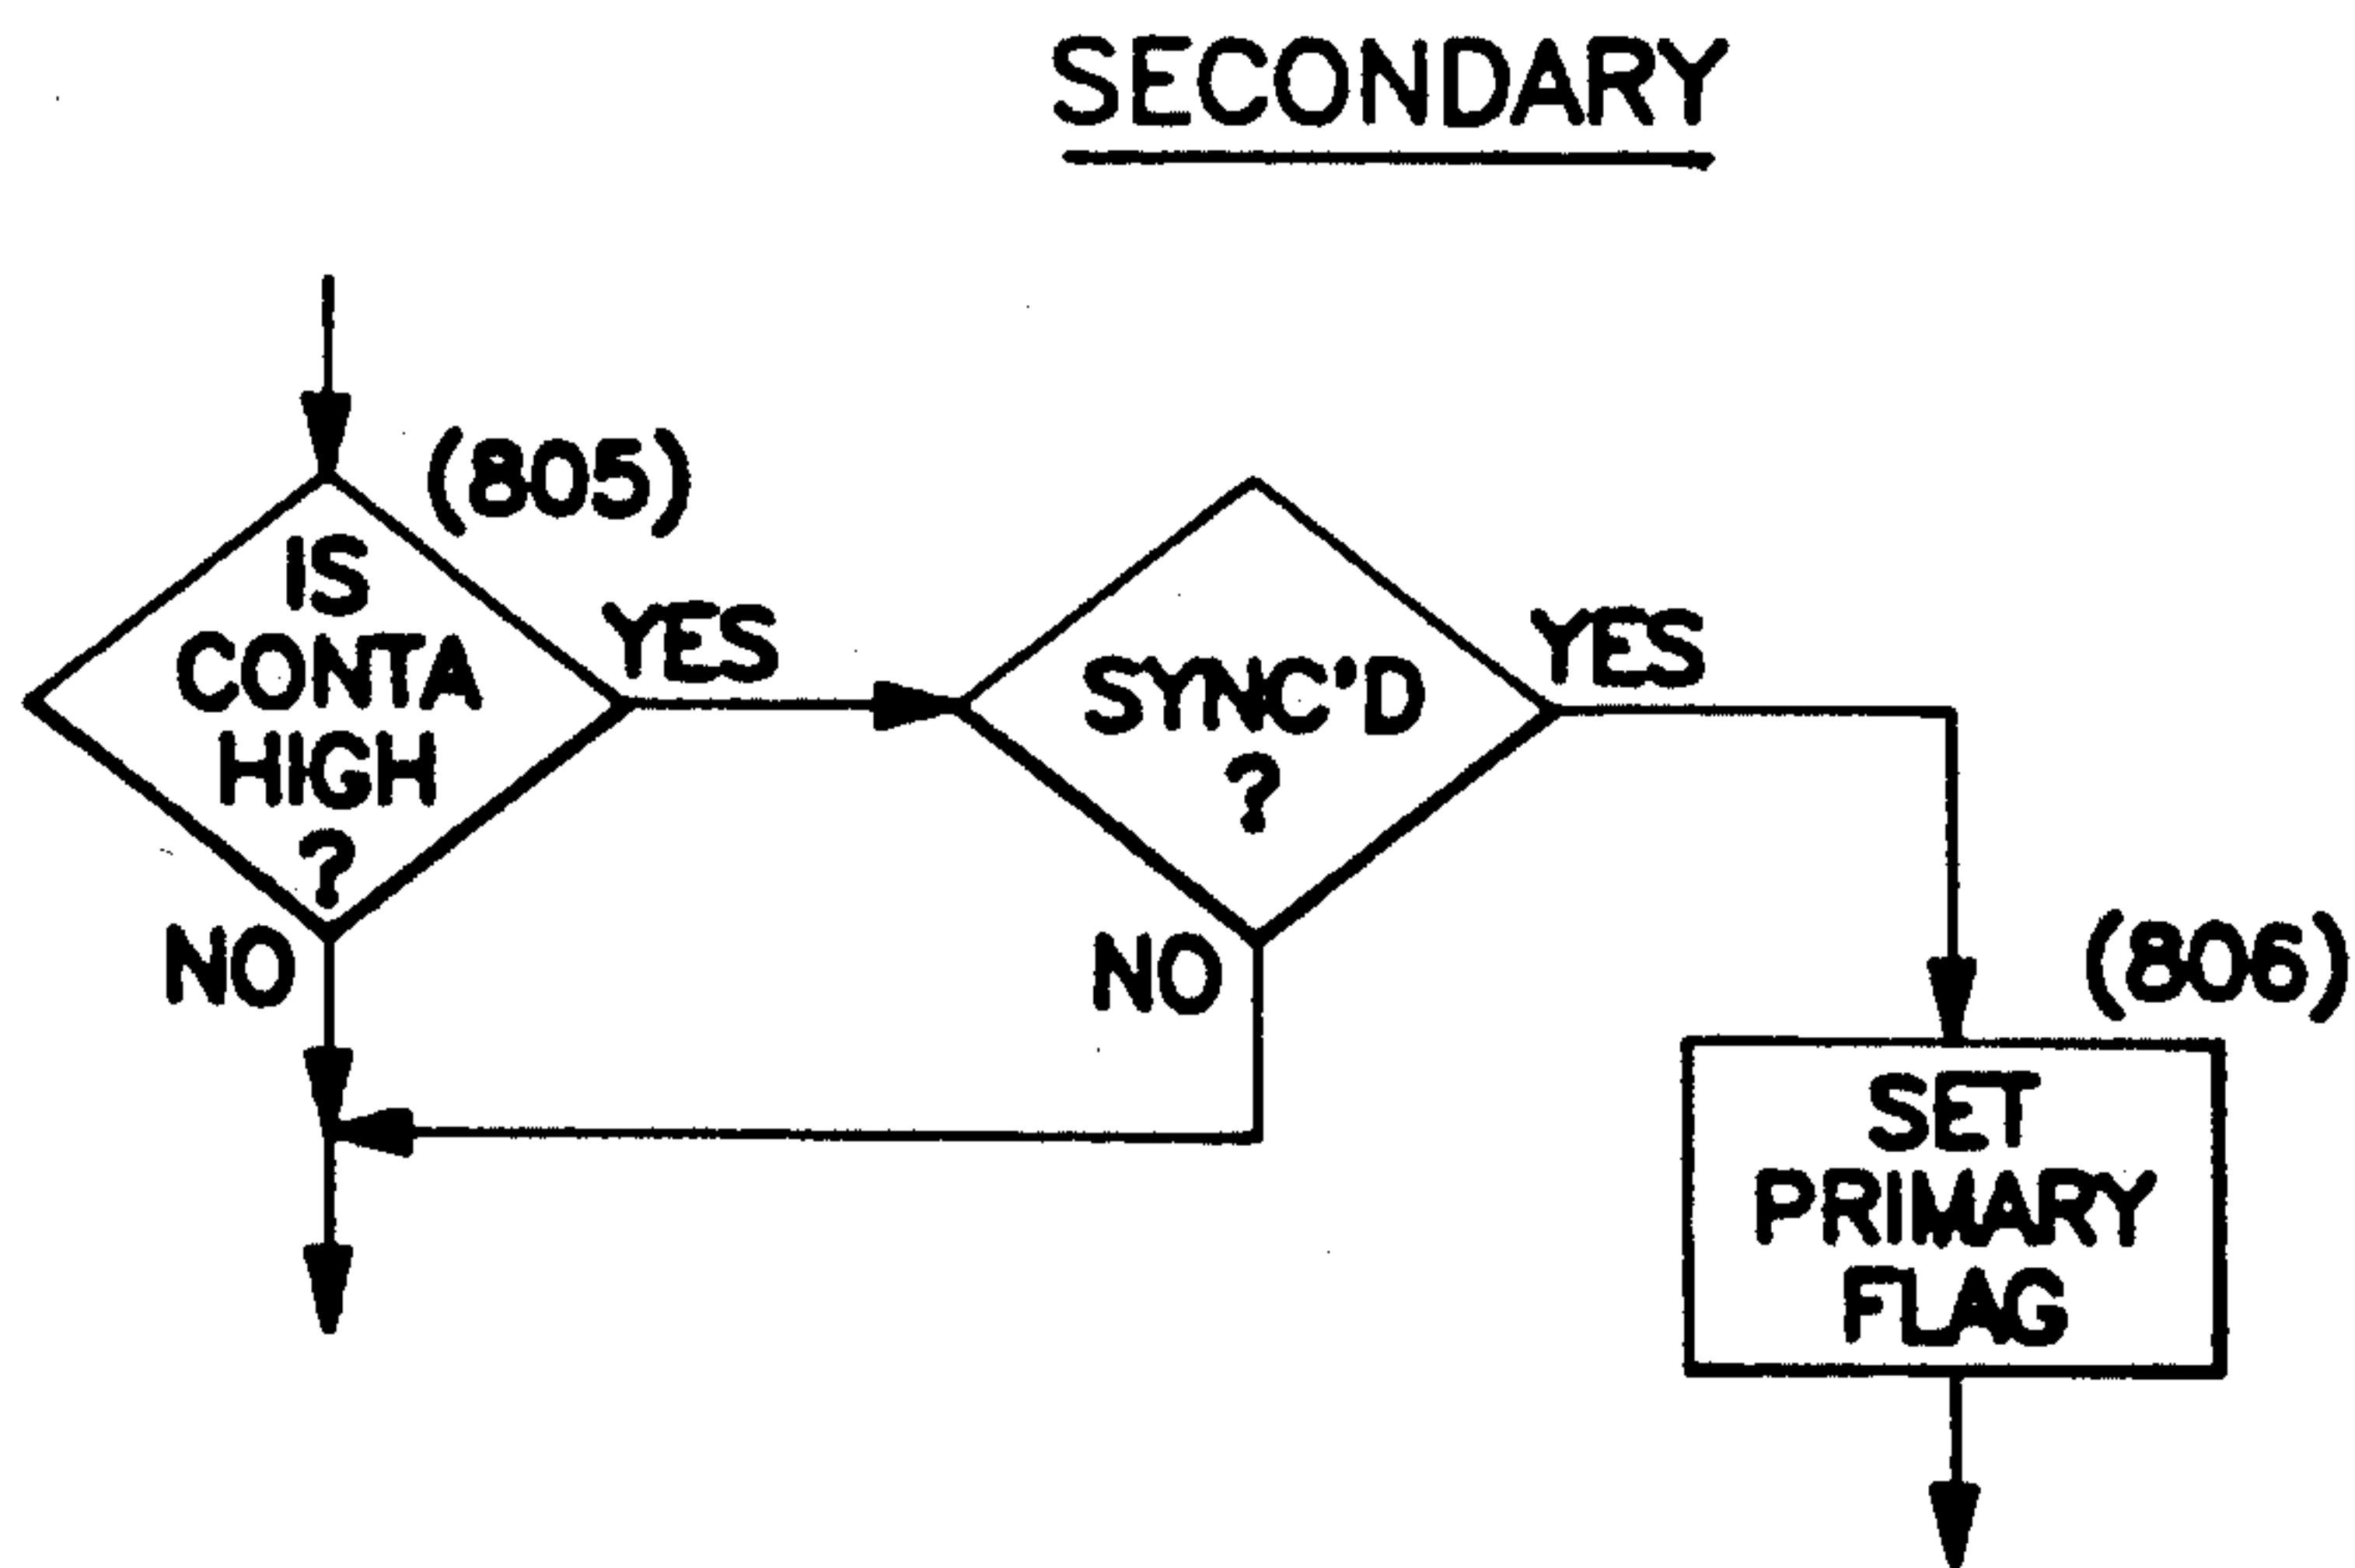 SECONDARY
(805)
IS
CONTA
HIGH
?
YES
NO
SYNC'D
?
YES
NO
(806)
SET
PRIMARY
FLAG